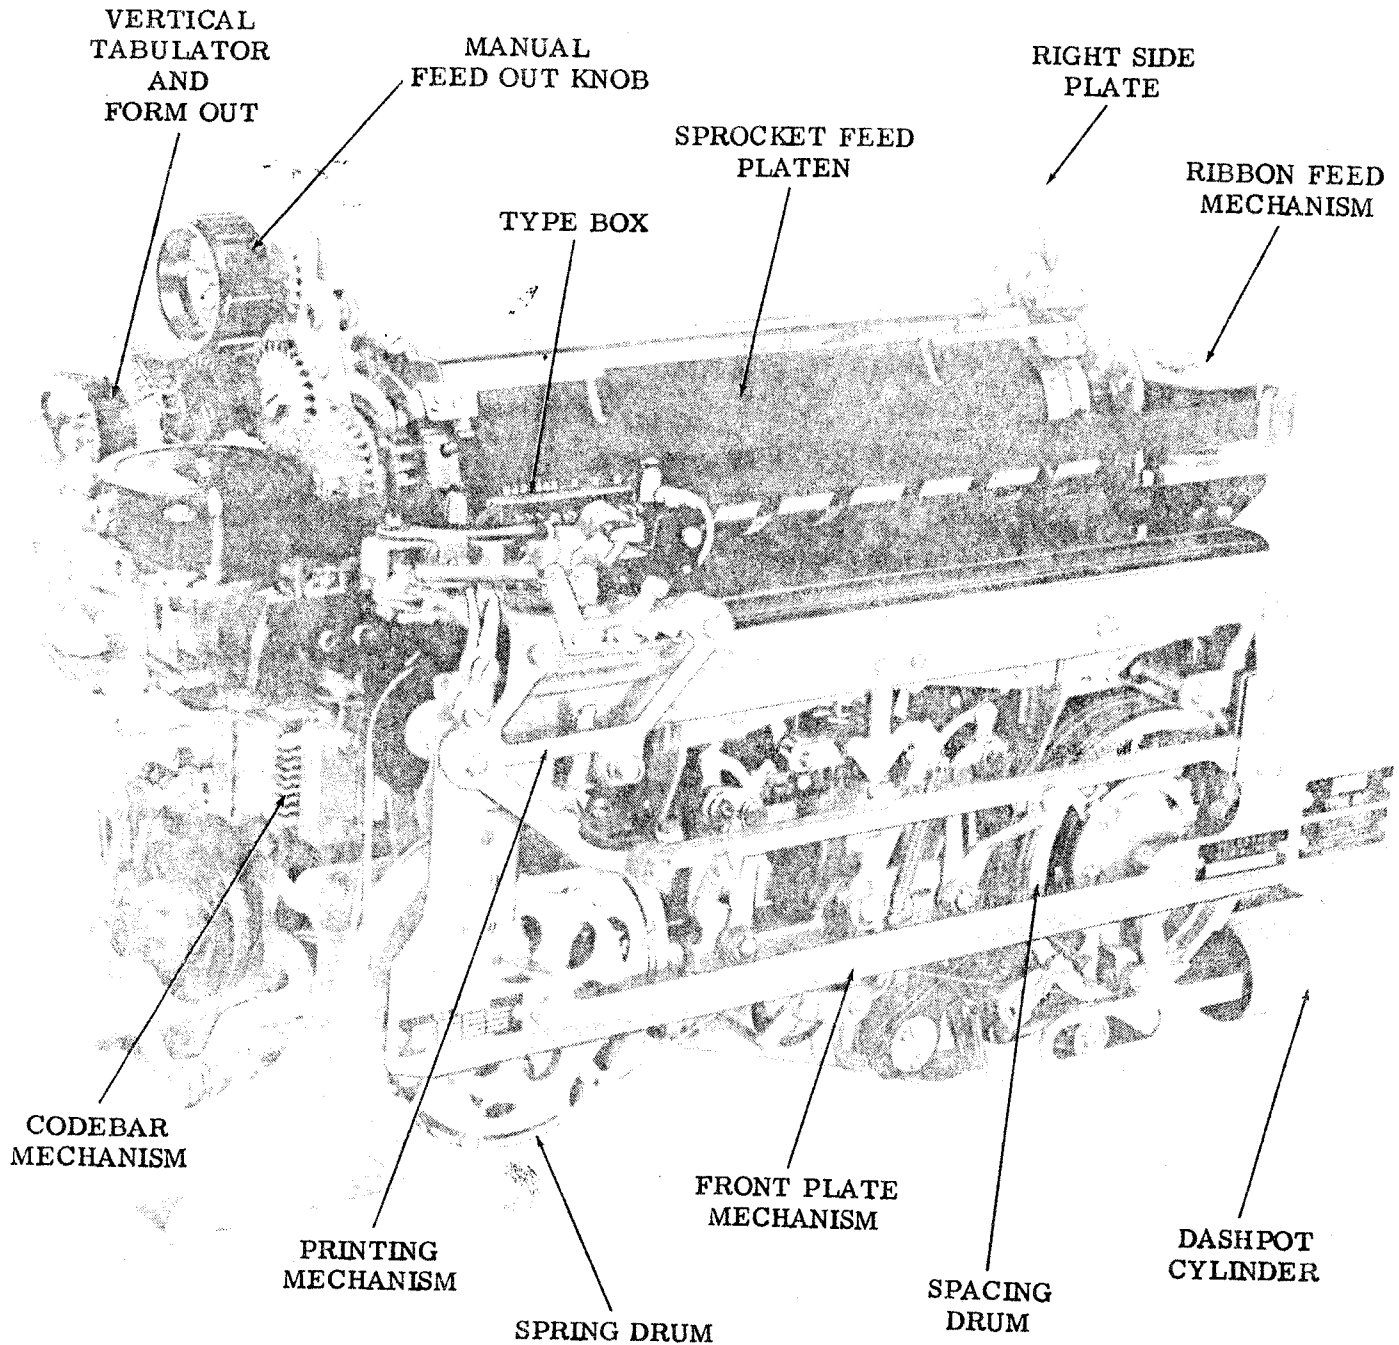 VERTICAL
TABULATOR
AND
FORM OUT
MANUAL
FEED OUT KNOB
RIGHT SIDE
PLATE
SPROCKET FEED
PLATEN
RIBBON FEED
MECHANISM
TYPE BOX
CODEBAR
MECHANISM
PRINTING
MECHANISM
SPRING DRUM
FRONT PLATE
MECHANISM
SPACING
DRUM
DASHPOT
CYLINDER